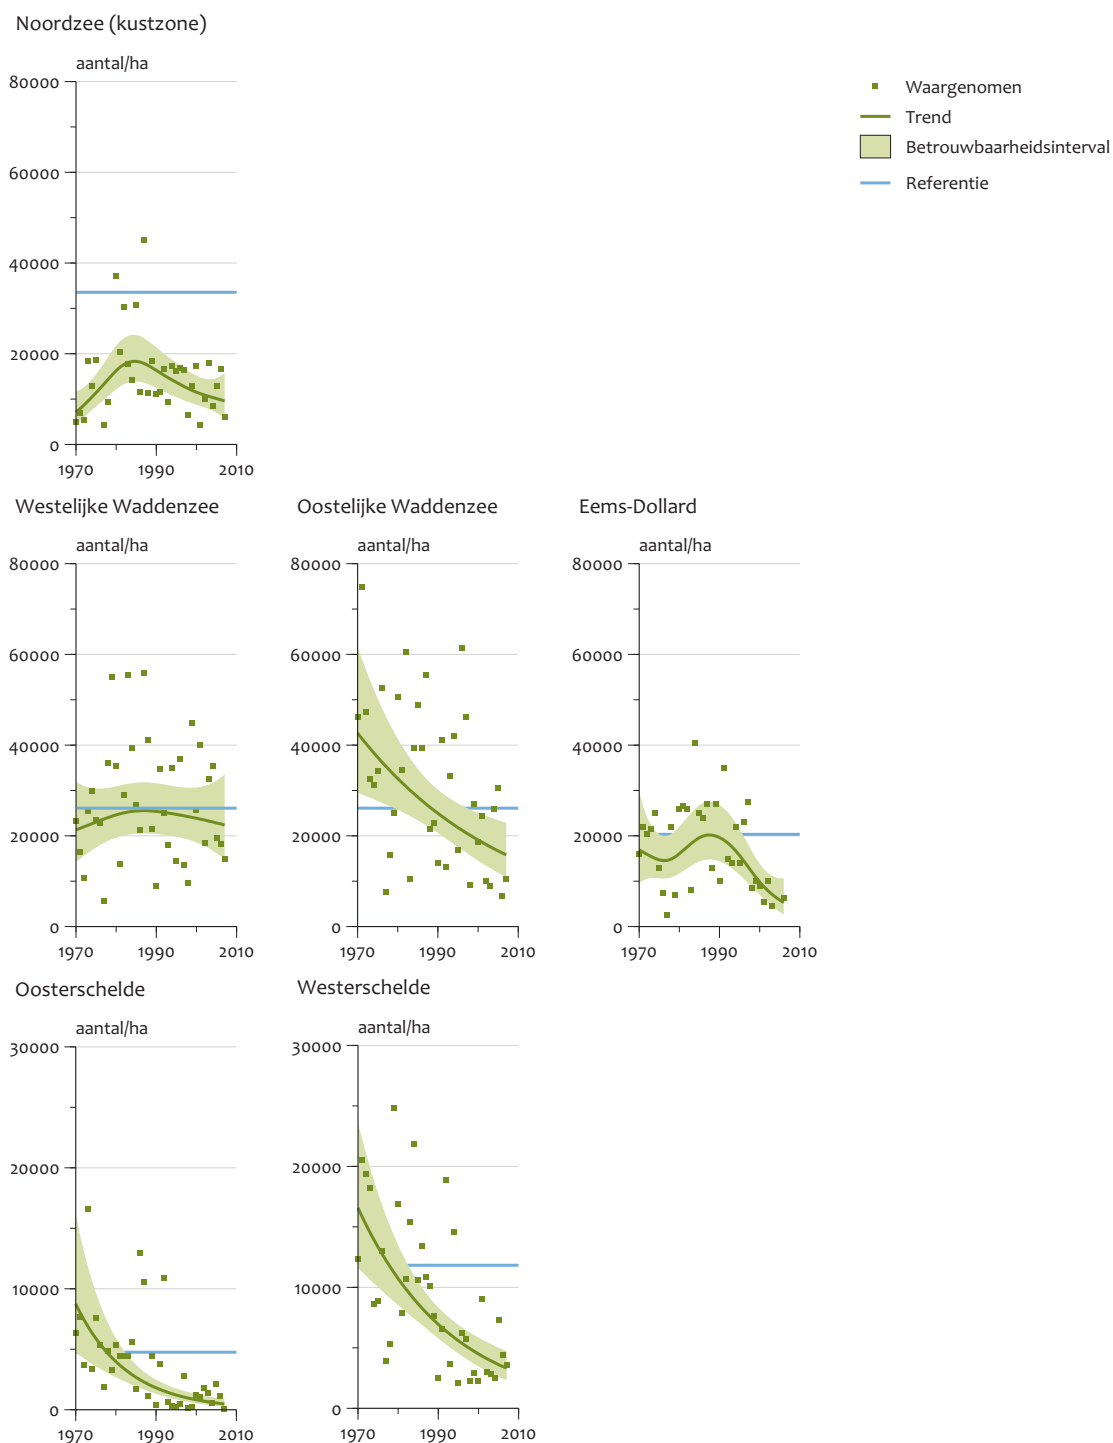 Noordzee (kustzone)
aantal/ha
80000
60000
40000
20000
0
1970 1990 2010
Waargenomen
Trend
Betrouwbaarheidsinterval
Referentie
Westelijke Waddenzee
aantal/ha
80000
60000
40000
20000
0
1970 1990 2010
Oostelijke Waddenzee
aantal/ha
80000
60000
40000
20000
0
1970 1990 2010
Eems-Dollard
aantal/ha
80000
60000
40000
20000
0
1970 1990 2010
Oosterschelde
aantal/ha
30000
20000
10000
0
1970 1990 2010
Westerschelde
aantal/ha
30000
20000
10000
0
1970 1990 2010